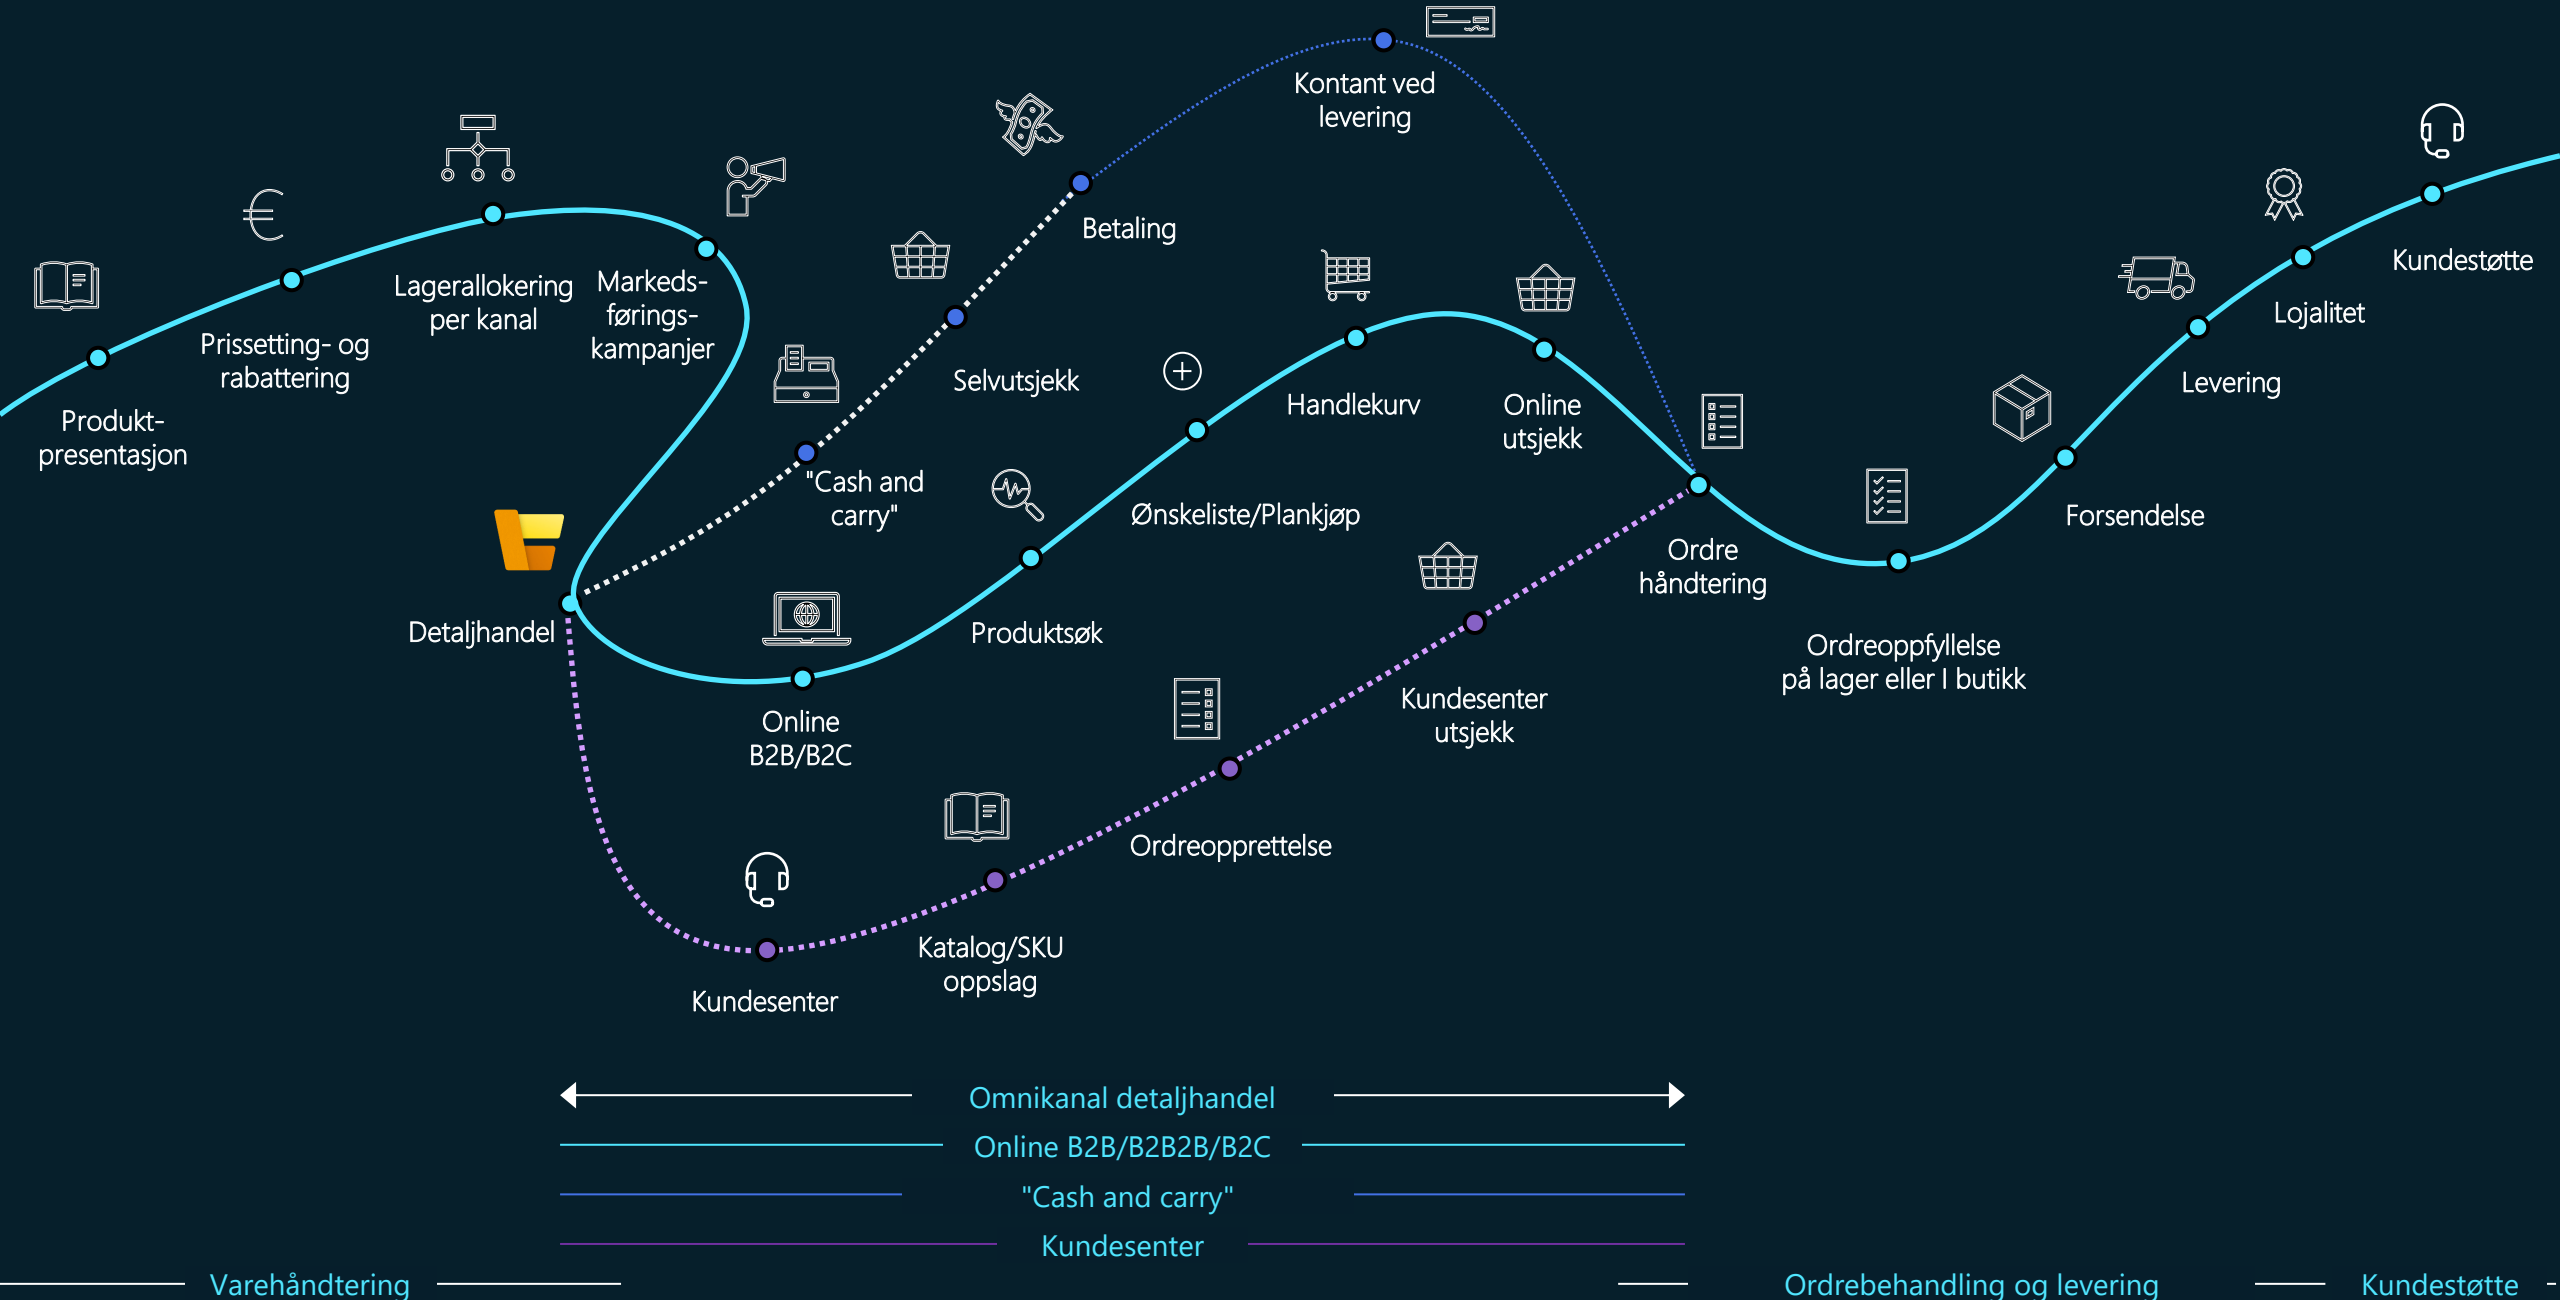 Kontant ved
levering
Betaling
Kundestøtte
Lojalitet
Levering
Lagerallokering
per kanal
Markeds-
førings-
kampanjer
Prissetting- og
rabattering
Produkt-
presentasjon
Selvutsjekk
Handlekurv
Online
utsjekk
"Cash and
carry"
Ønskeliste/Plankjøp
Forsendelse
Ordre
håndtering
Detaljhandel
Produktsøk
Ordreoppfyllelse
på lager eller I butikk
Online
B2B/B2C
Kundesenter
utsjekk
Ordreopprettelse
Katalog/SKU
oppslag
Kundesenter
Omnikanal detaljhandel
Online B2B/B2B2B/B2C
"Cash and carry"
Kundesenter
Varehåndtering
Ordrebehandling og levering
Kundestøtte